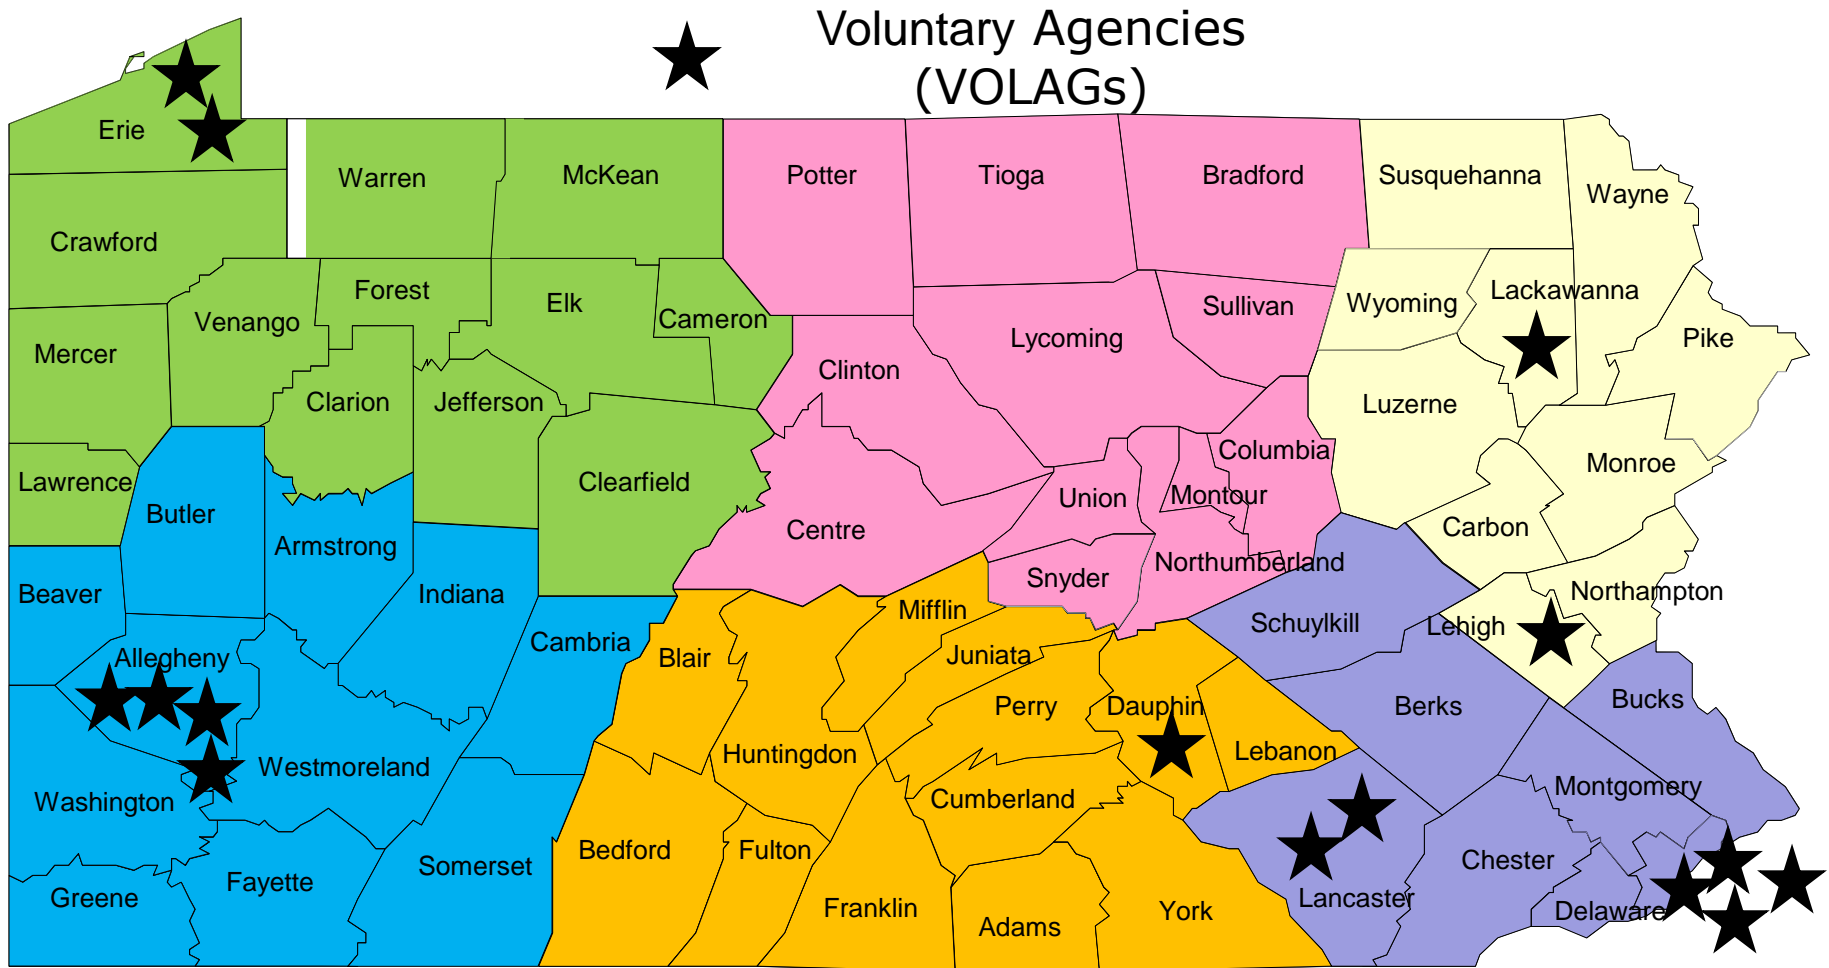 Voluntary Agencies
(VOLAGs)
Erie
Warren
McKean
Potter
Tioga
Bradford
Susquehanna
Wayne
Crawford
Forest
Elk
Cameron
Venango
Mercer
Clarion
Jefferson
Clinton
Lycoming
Sullivan
Wyoming
Lackawanna
Pike
Luzerne
Columbia
Monroe
Lawrence
Butler
Clearfield
Centre
Union
Montour
Carbon
Armstrong
Northumberland
Snyder
Northampton
Beaver
Indiana
Mifflin
Schuylkill
Lehigh
Allegheny
Cambria
Blair
Juniata
Perry
Dauphin
Berks
Bucks
Huntingdon
Lebanon
Westmoreland
Washington
Cumberland
Montgomery
Bedford
Fulton
Somerset
Chester
Greene
Fayette
Franklin
Adams
York
Lancaster
Delaware